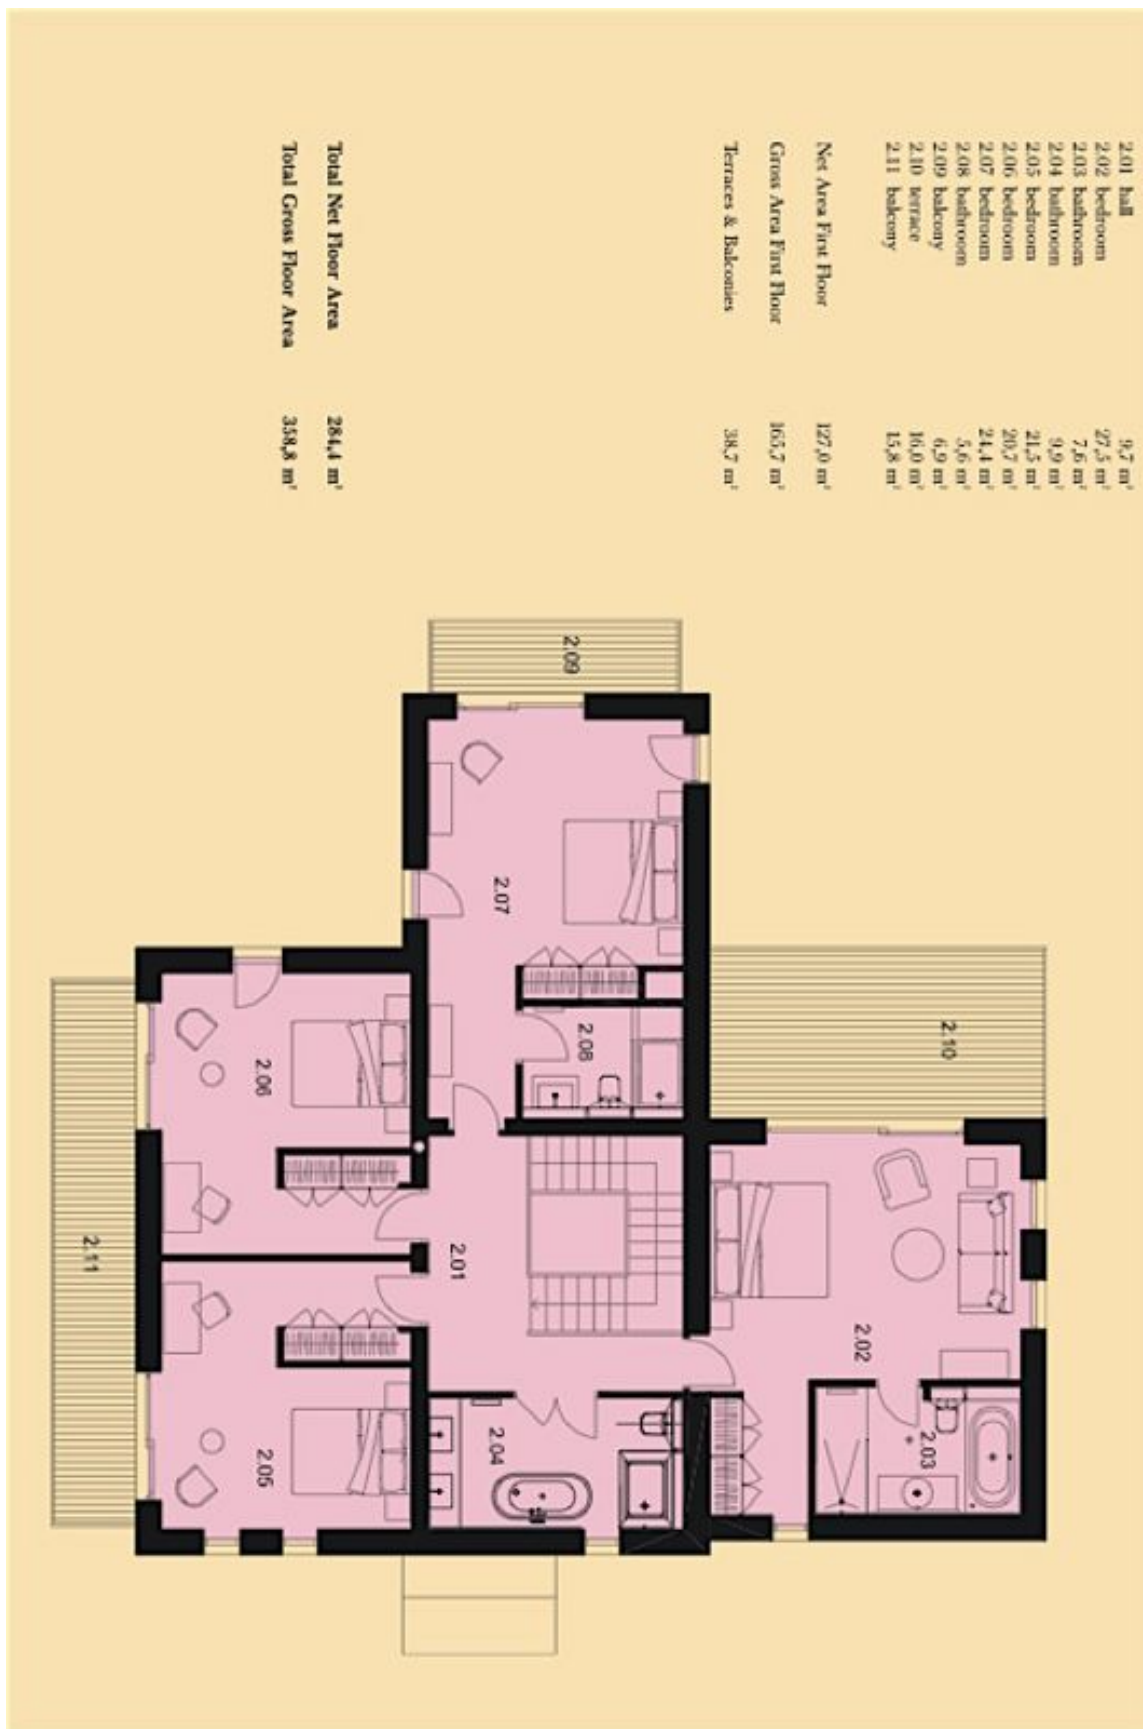 2.01 hall 9,7 m²
2.02 bedroom 27,5 m²
2.03 bathroom 7,6 m²
2.04 bathroom 9,9 m²
2.05 bedroom 21,5 m²
2.06 bedroom 20,7 m²
2.07 bedroom 24,4 m²
2.08 bathroom 5,6 m²
2.09 balcony 6,9 m²
2.10 terrace 16,0 m²
2.11 balcony 15,8 m²
Net Area First Floor 127,0 m²
Gross Area First Floor 165,7 m²
Terraces & Balconies 38,7 m²
Total Net Floor Area 284,4 m²
Total Gross Floor Area 358,8 m²
2.10
2.02
2.03
2.09
2.08
2.07
2.04
2.01
2.06
2.05
2.11